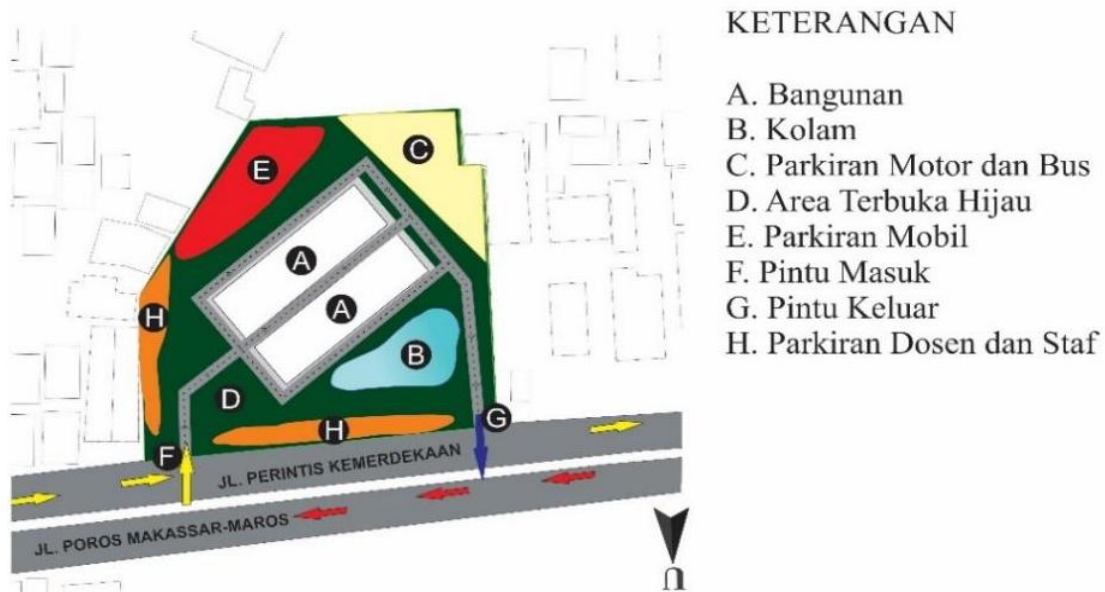 KETERANGAN
A. Bangunan
B. Kolam
C. Parkiran Motor dan Bus
D. Area Terbuka Hijau
E. Parkiran Mobil
F. Pintu Masuk
G. Pintu Keluar
H. Parkiran Dosen dan Staf
C
E
A
H
A
B
D
G
H
F
JL. PERINTIS KEMERDEKAAN
JL. POROS MAKASSAR-MAROS
U